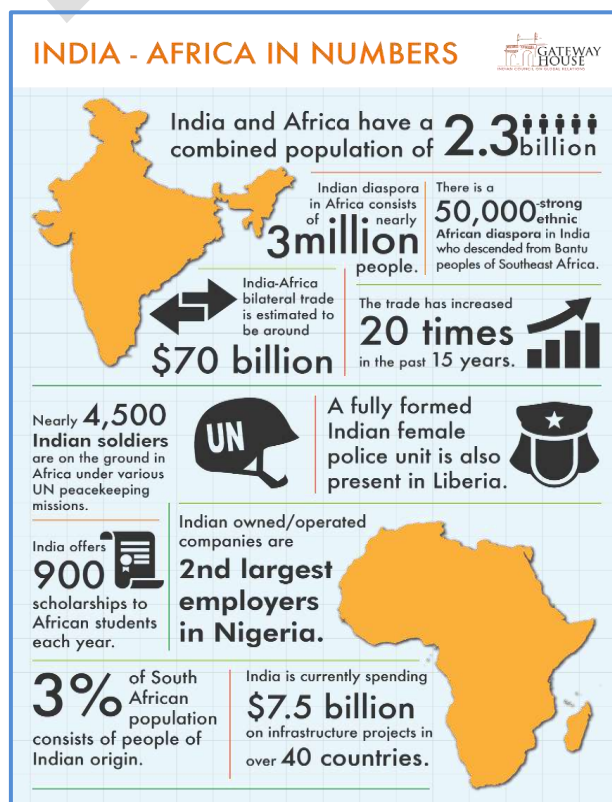 INDIA - AFRICA IN NUMBERS
GATEWAY
HOUSE
INDIAN COUNCIL ON GLOBAL RELATIONS
India and Africa have a
combined population of
2.3 billion
Indian diaspora
in Africa consists
of nearly
3million
people.
There is a
50,000-strong
ethnic
African diaspora in India
who descended from Bantu
peoples of Southeast Africa.
India-Africa
bilateral trade
is estimated to
be around
$70 billion
The trade has increased
20 times
in the past 15 years.
Nearly 4,500
Indian soldiers
are on the ground in
Africa under various
UN peacekeeping
missions.
UN
A fully formed
Indian female
police unit is also
present in Liberia.
India offers
900
scholarships to
African students
each year.
Indian owned/operated
companies are
2nd largest
employers
in Nigeria.
3% of South
African
population
consists of people of
Indian origin.
India is currently spending
$7.5 billion
on infrastructure projects in
over 40 countries.